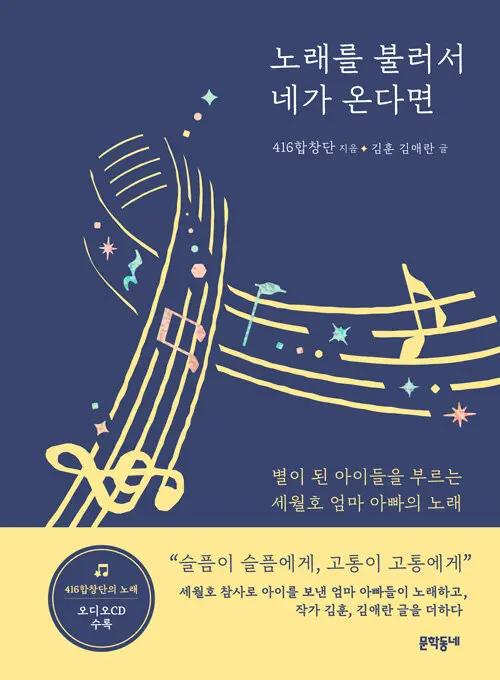 노래를 불러서
네가 온다면
416합창단 지음 ✦ 김훈 김애란 글
별이 된 아이들을 부르는
세월호 엄마 아빠의 노래
416합창단의 노래
오디오CD
수록
“슬픔이 슬픔에게, 고통이 고통에게”
세월호 참사로 아이를 보낸 엄마 아빠들이 노래하고,
작가 김훈, 김애란 글을 더하다
문학동네